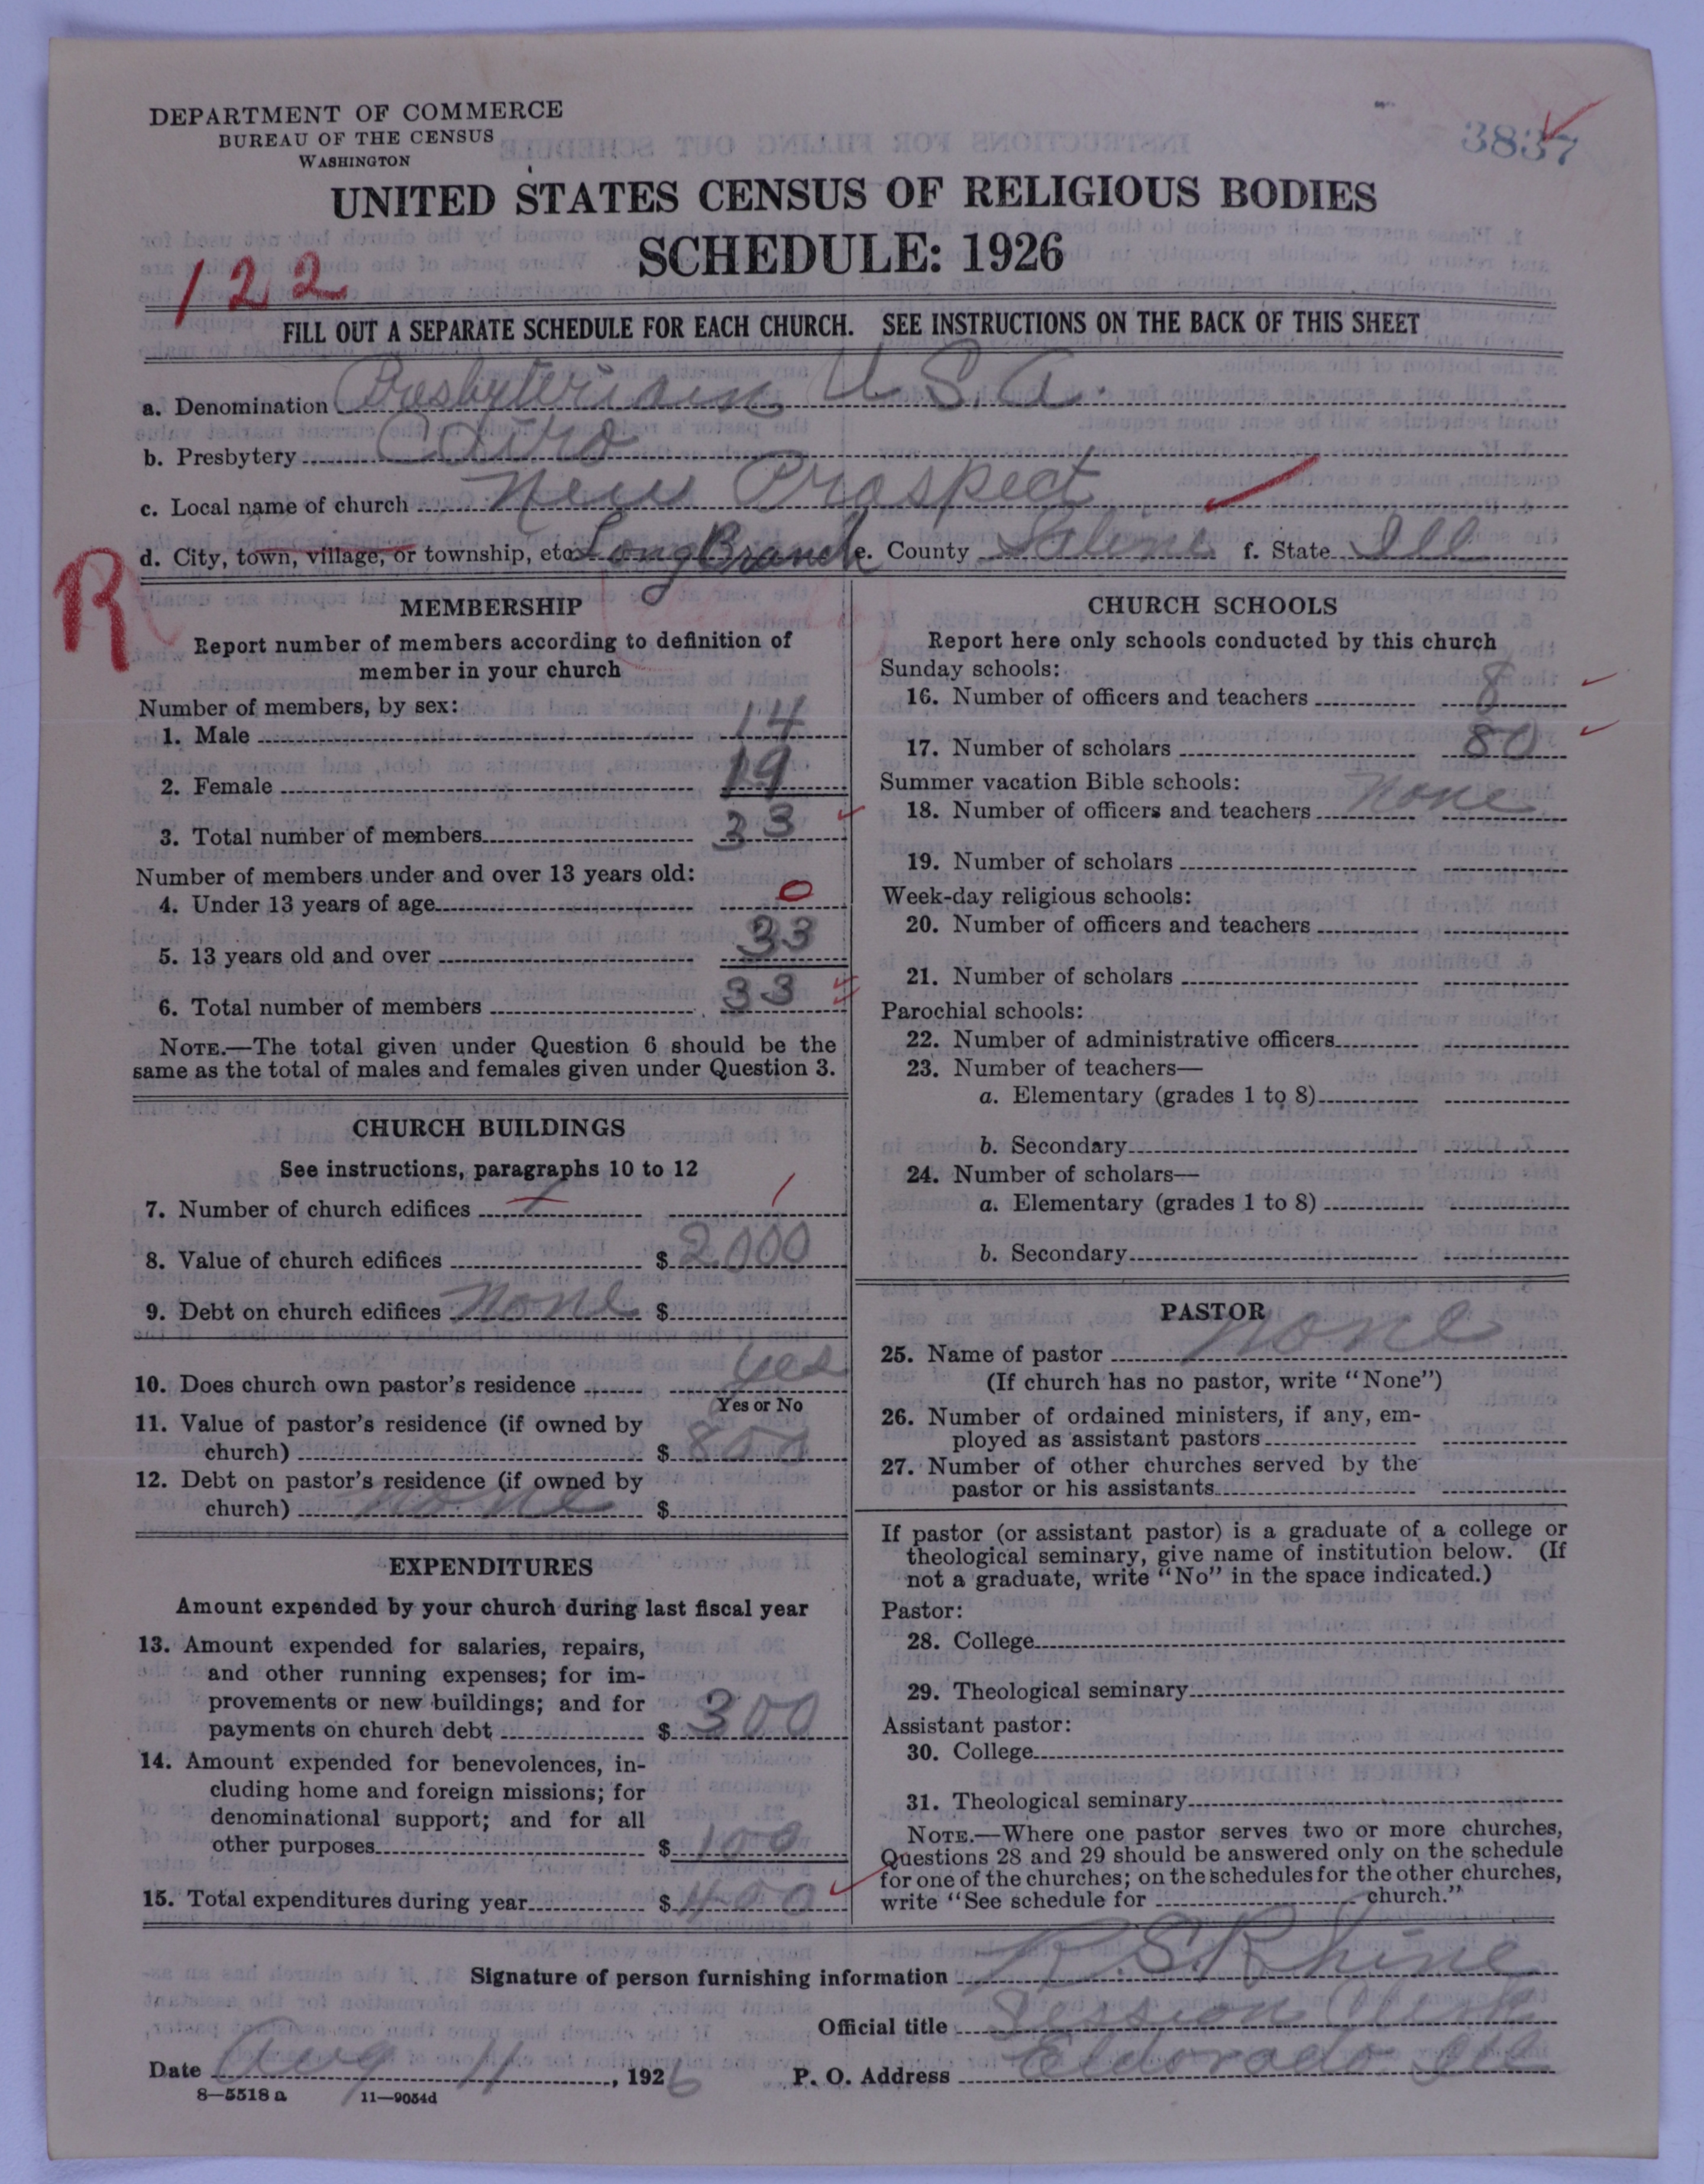 DEPARTMENT OF COMMERCE
BUREAU OF THE CENSUS
WASHINGTON
3837
UNITED STATES CENSUS OF RELIGIOUS BODIES
SCHEDULE: 1926
122
FILL OUT A SEPARATE SCHEDULE FOR EACH CHURCH. SEE INSTRUCTIONS ON THE BACK OF THIS SHEET
a. Denomination Presbyterian U.S.A.
b. Presbytery Cairo
c. Local name of church New Prospect
R
d. City, town, village, or township, etc. Long Branch e. County Saline f. State Ill
MEMBERSHIP
Report number of members according to definition of
member in your church
Number of members, by sex:
1. Male 14
2. Female 19
3. Total number of members 33
Number of members under and over 13 years old:
4. Under 13 years of age 0
5. 13 years old and over 33
6. Total number of members 33
NOTE.—The total given under Question 6 should be the
same as the total of males and females given under Question 3.
CHURCH BUILDINGS
See instructions, paragraphs 10 to 12
7. Number of church edifices 1 1
8. Value of church edifices $ 2000
9. Debt on church edifices none $
10. Does church own pastor's residence yes
Yes or No
11. Value of pastor's residence (if owned by
church) $ 800
12. Debt on pastor's residence (if owned by
church) none $
EXPENDITURES
Amount expended by your church during last fiscal year
13. Amount expended for salaries, repairs,
and other running expenses; for im-
provements or new buildings; and for
payments on church debt $ 300
14. Amount expended for benevolences, in-
cluding home and foreign missions; for
denominational support; and for all
other purposes $ 100
15. Total expenditures during year $ 400
CHURCH SCHOOLS
Report here only schools conducted by this church
Sunday schools:
16. Number of officers and teachers 8
17. Number of scholars 80
Summer vacation Bible schools:
18. Number of officers and teachers None
19. Number of scholars
Week-day religious schools:
20. Number of officers and teachers
21. Number of scholars
Parochial schools:
22. Number of administrative officers
23. Number of teachers—
a. Elementary (grades 1 to 8)
b. Secondary
24. Number of scholars—
a. Elementary (grades 1 to 8)
b. Secondary
PASTOR
25. Name of pastor none
(If church has no pastor, write "None")
26. Number of ordained ministers, if any, em-
ployed as assistant pastors
27. Number of other churches served by the
pastor or his assistants
If pastor (or assistant pastor) is a graduate of a college or
theological seminary, give name of institution below. (If
not a graduate, write "No" in the space indicated.)
Pastor:
28. College
29. Theological seminary
Assistant pastor:
30. College
31. Theological seminary
NOTE.—Where one pastor serves two or more churches,
Questions 28 and 29 should be answered only on the schedule
for one of the churches; on the schedules for the other churches,
write "See schedule for church."
Signature of person furnishing information R.S. Rhine
Official title Session Clerk
Date Aug 11, 1926 P. O. Address Eldorado Ill
8—5518a 11—9054d